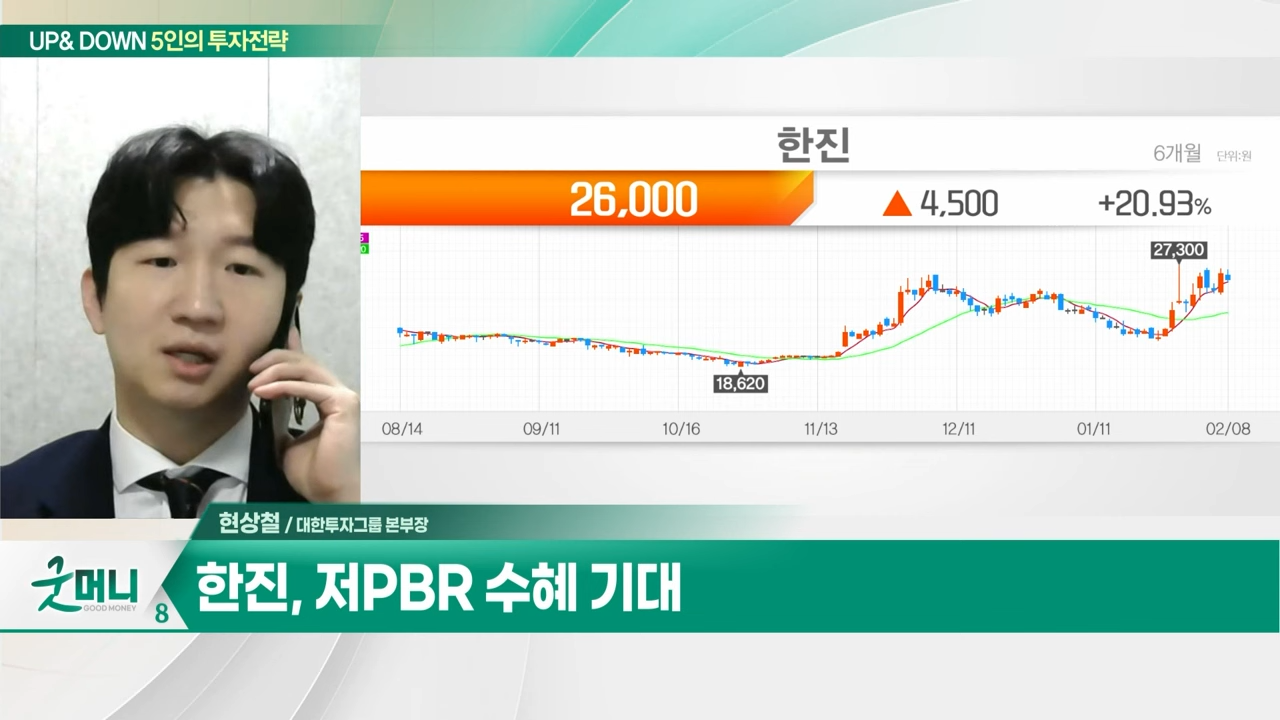 UP& DOWN 5인의 투자전략
한진
6개월 단위:원
26,000 ▲ 4,500 +20.93%
27,300
18,620
08/14 09/11 10/16 11/13 12/11 01/11 02/08
현상철 / 대한투자그룹 본부장
굿머니
GOOD MONEY
8
한진, 저PBR 수혜 기대